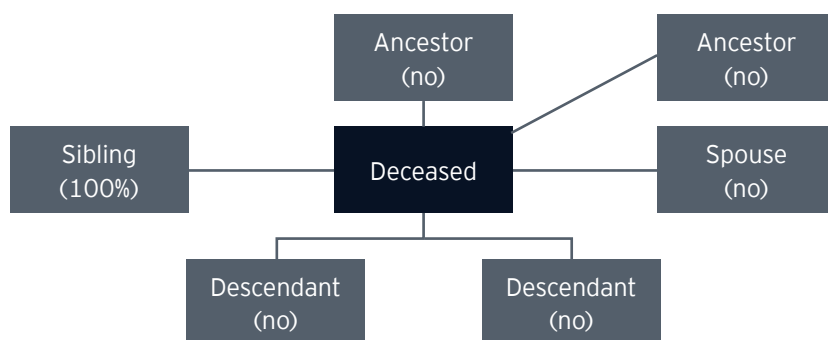 Ancestor
(no)
Ancestor
(no)
Sibling
(100%)
Deceased
Spouse
(no)
Descendant
(no)
Descendant
(no)